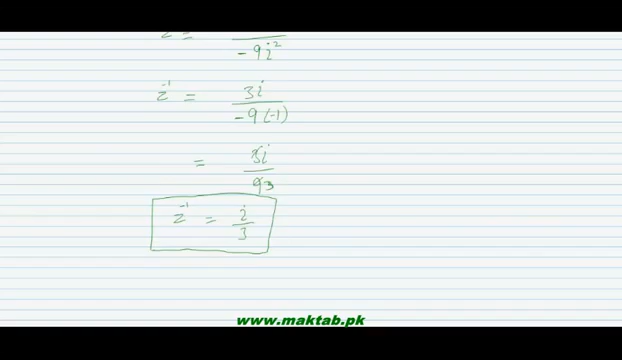 z =
-9i²
z⁻¹ = 3i / -9(-1)
= 3i / 9 3
z⁻¹ = i / 3
www.maktab.pk